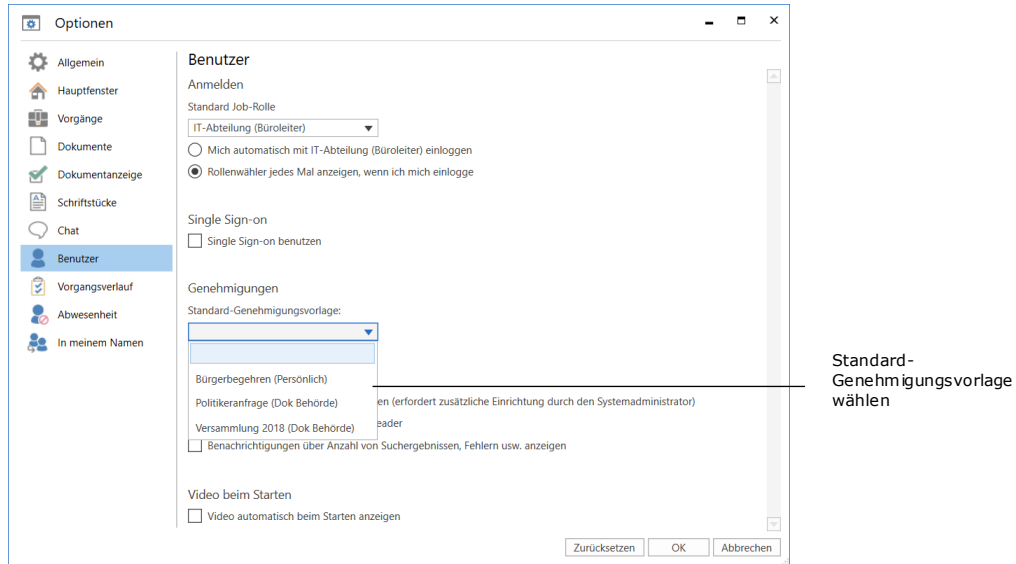 Optionen
Allgemein
Hauptfenster
Vorgänge
Dokumente
Dokumentanzeige
Schriftstücke
Chat
Benutzer
Vorgangsverlauf
Abwesenheit
In meinem Namen
Benutzer
Anmelden
Standard Job-Rolle
IT-Abteilung (Büroleiter)
Mich automatisch mit IT-Abteilung (Büroleiter) einloggen
Rollenwähler jedes Mal anzeigen, wenn ich mich einlogge
Single Sign-on
Single Sign-on benutzen
Genehmigungen
Standard-Genehmigungsvorlage:
Bürgerbegehren (Persönlich)
Politikeranfrage (Dok Behörde)
Versammlung 2018 (Dok Behörde)
en (erfordert zusätzliche Einrichtung durch den Systemadministrator)
eader
Benachrichtigungen über Anzahl von Suchergebnissen, Fehlern usw. anzeigen
Video beim Starten
Video automatisch beim Starten anzeigen
Zurücksetzen
OK
Abbrechen
Standard-
Genehmigungsvorlage
wählen